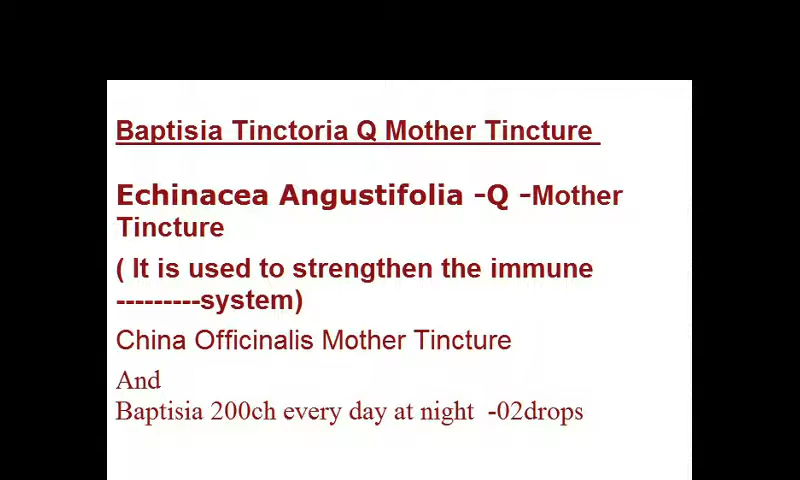 Baptisia Tinctoria Q Mother Tincture
Echinacea Angustifolia -Q -Mother
Tincture
( It is used to strengthen the immune
---------system)
China Officinalis Mother Tincture
And
Baptisia 200ch every day at night -02drops